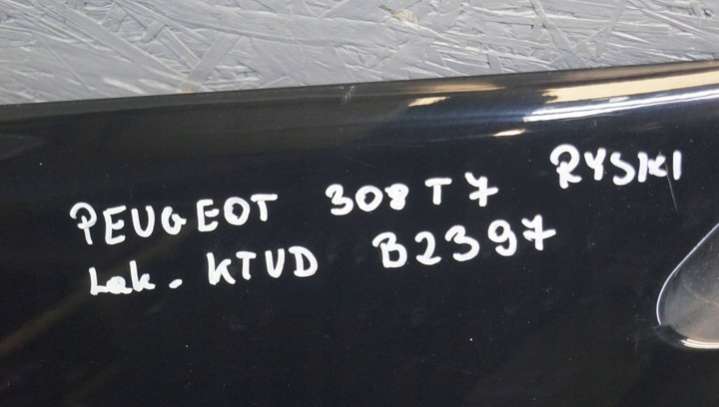 PEUGEOT 308 T7 RYSKI
Lak. KTVD B2397